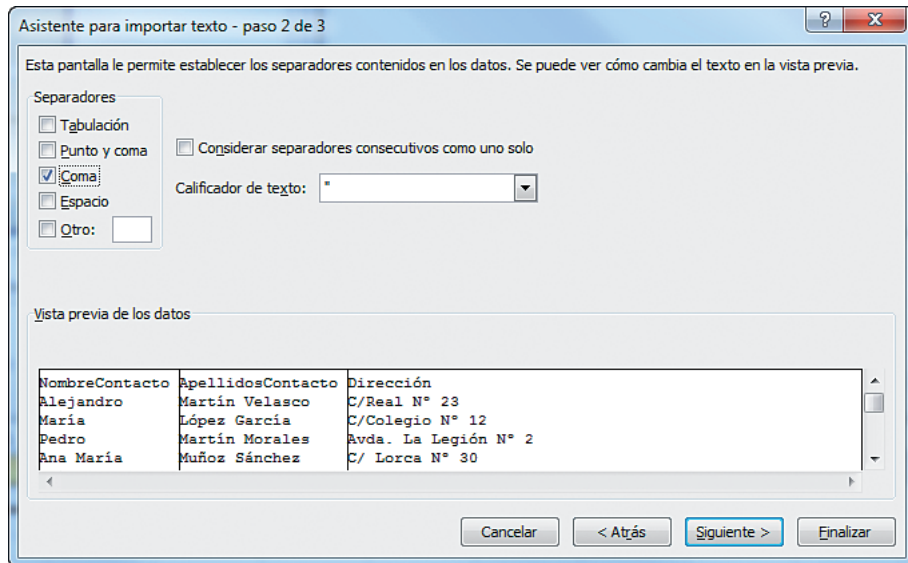 Asistente para importar texto - paso 2 de 3
Esta pantalla le permite establecer los separadores contenidos en los datos. Se puede ver cómo cambia el texto en la vista previa.
Separadores
Tabulación
Punto y coma
Considerar separadores consecutivos como uno solo
Coma
Calificador de texto: "
Espacio
Otro:
Vista previa de los datos
NombreContacto ApellidosContacto Dirección
Alejandro Martín Velasco C/Real Nº 23
María López García C/Colegio Nº 12
Pedro Martín Morales Avda. La Legión Nº 2
Ana María Muñoz Sánchez C/ Lorca Nº 30
Cancelar < Atrás Siguiente > Finalizar